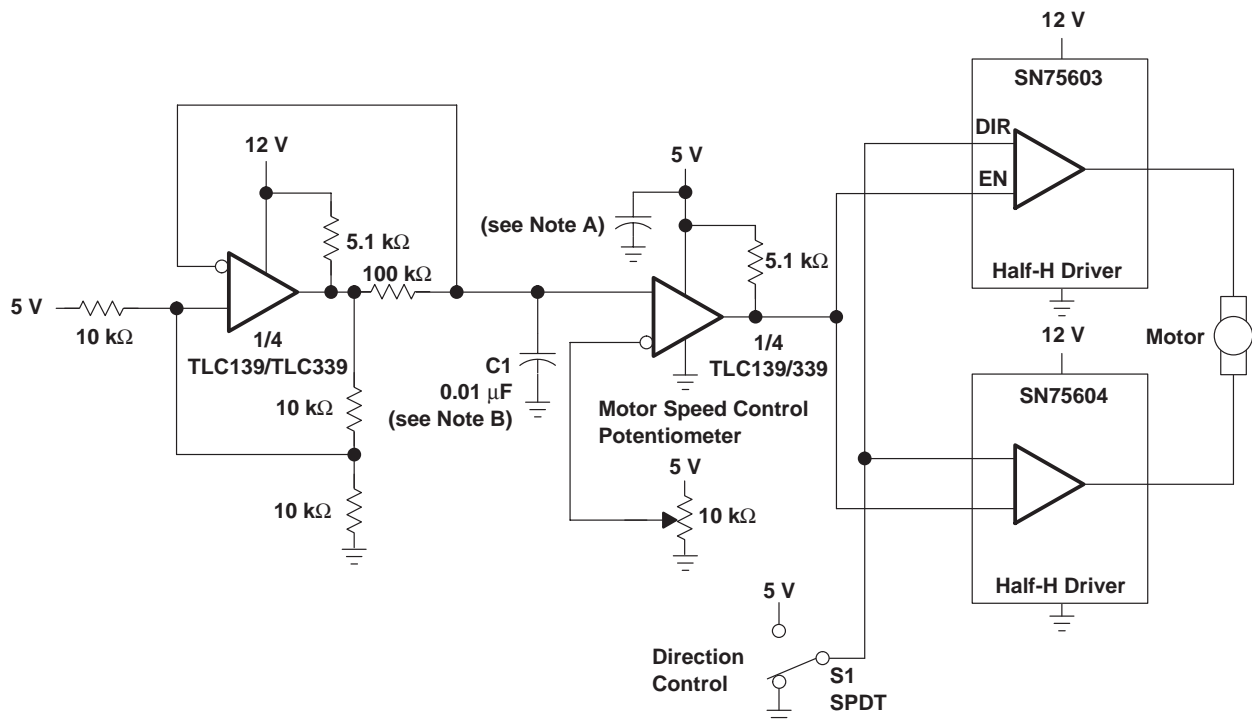 12 V
SN75603
DIR
EN
Half-H Driver
12 V
5.1 kΩ
100 kΩ
5 V
10 kΩ
1/4
TLC139/TLC339
10 kΩ
10 kΩ
5 V
(see Note A)
5.1 kΩ
1/4
TLC139/339
C1
0.01 μF
(see Note B)
Motor Speed Control
Potentiometer
5 V
10 kΩ
12 V
SN75604
Half-H Driver
Motor
5 V
Direction
Control
S1
SPDT